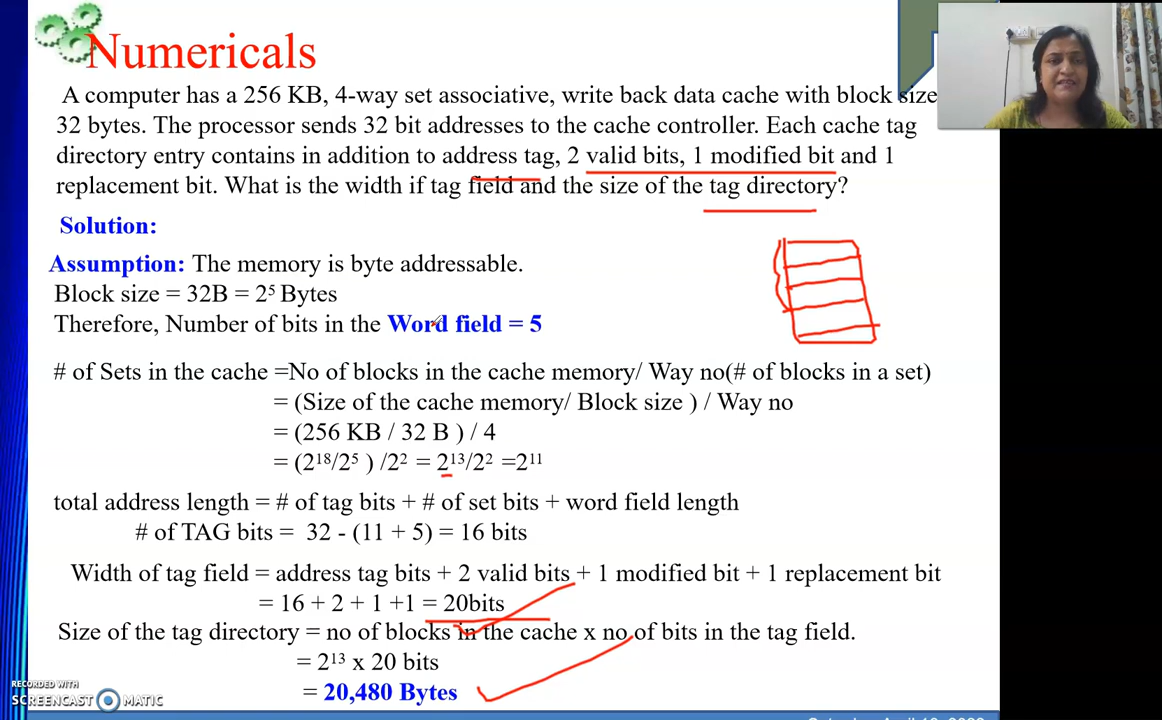 Numericals
A computer has a 256 KB, 4-way set associative, write back data cache with block size
32 bytes. The processor sends 32 bit addresses to the cache controller. Each cache tag
directory entry contains in addition to address tag, 2 valid bits, 1 modified bit and 1
replacement bit. What is the width if tag field and the size of the tag directory?
Solution:
Assumption: The memory is byte addressable.
Block size = 32B = 2⁵ Bytes
Therefore, Number of bits in the Word field = 5
# of Sets in the cache =No of blocks in the cache memory/ Way no(# of blocks in a set)
= (Size of the cache memory/ Block size ) / Way no
= (256 KB / 32 B ) / 4
= (2¹⁸/2⁵ ) /2² = 2¹³/2² =2¹¹
total address length = # of tag bits + # of set bits + word field length
# of TAG bits = 32 - (11 + 5) = 16 bits
Width of tag field = address tag bits + 2 valid bits + 1 modified bit + 1 replacement bit
= 16 + 2 + 1 +1 = 20bits
Size of the tag directory = no of blocks in the cache x no of bits in the tag field.
= 2¹³ x 20 bits
= 20,480 Bytes
RECORDED WITH
SCREENCAST MATIC